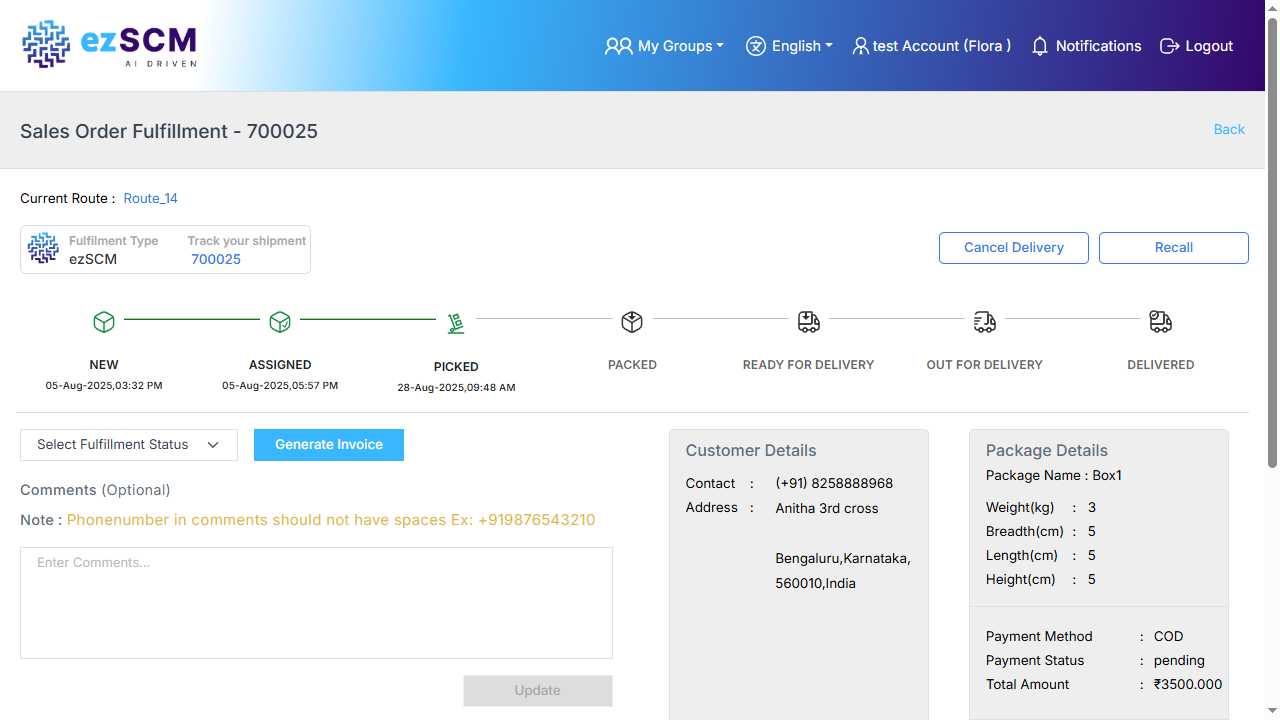 ezSCM
AI DRIVEN
My Groups
English
test Account (Flora )
Notifications
Logout
Sales Order Fulfillment - 700025
Back
Current Route : Route_14
Fulfilment Type
ezSCM
Track your shipment
700025
Cancel Delivery
Recall
NEW
05-Aug-2025,03:32 PM
ASSIGNED
05-Aug-2025,05:57 PM
PICKED
28-Aug-2025,09:48 AM
PACKED
READY FOR DELIVERY
OUT FOR DELIVERY
DELIVERED
Select Fulfillment Status
Generate Invoice
Comments (Optional)
Note : Phonenumber in comments should not have spaces Ex: +919876543210
Enter Comments...
Update
Customer Details
Contact : (+91) 8258888968
Address : Anitha 3rd cross
Bengaluru,Karnataka,
560010,India
Package Details
Package Name : Box1
Weight(kg) : 3
Breadth(cm) : 5
Length(cm) : 5
Height(cm) : 5
Payment Method : COD
Payment Status : pending
Total Amount : ₹3500.000